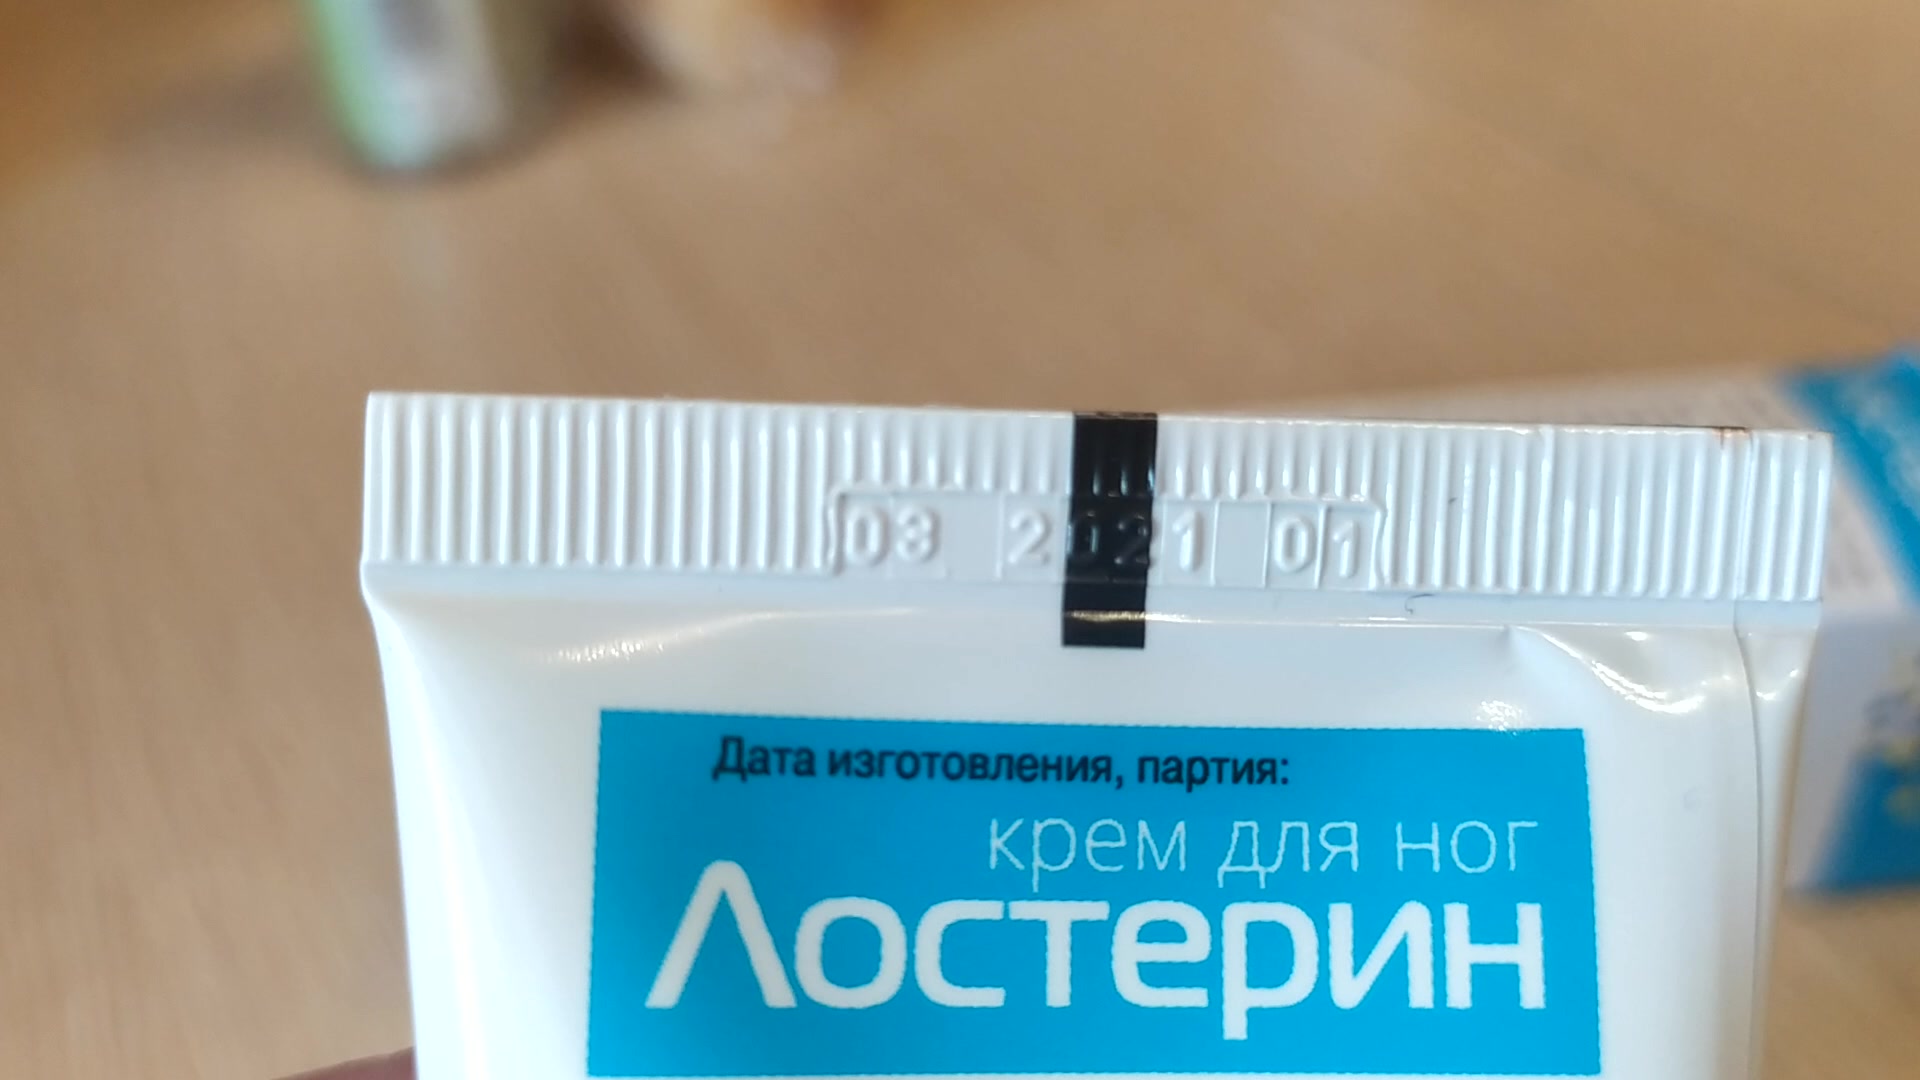 03 2021 01
Дата изготовления, партия:
крем для ног
Лостерин